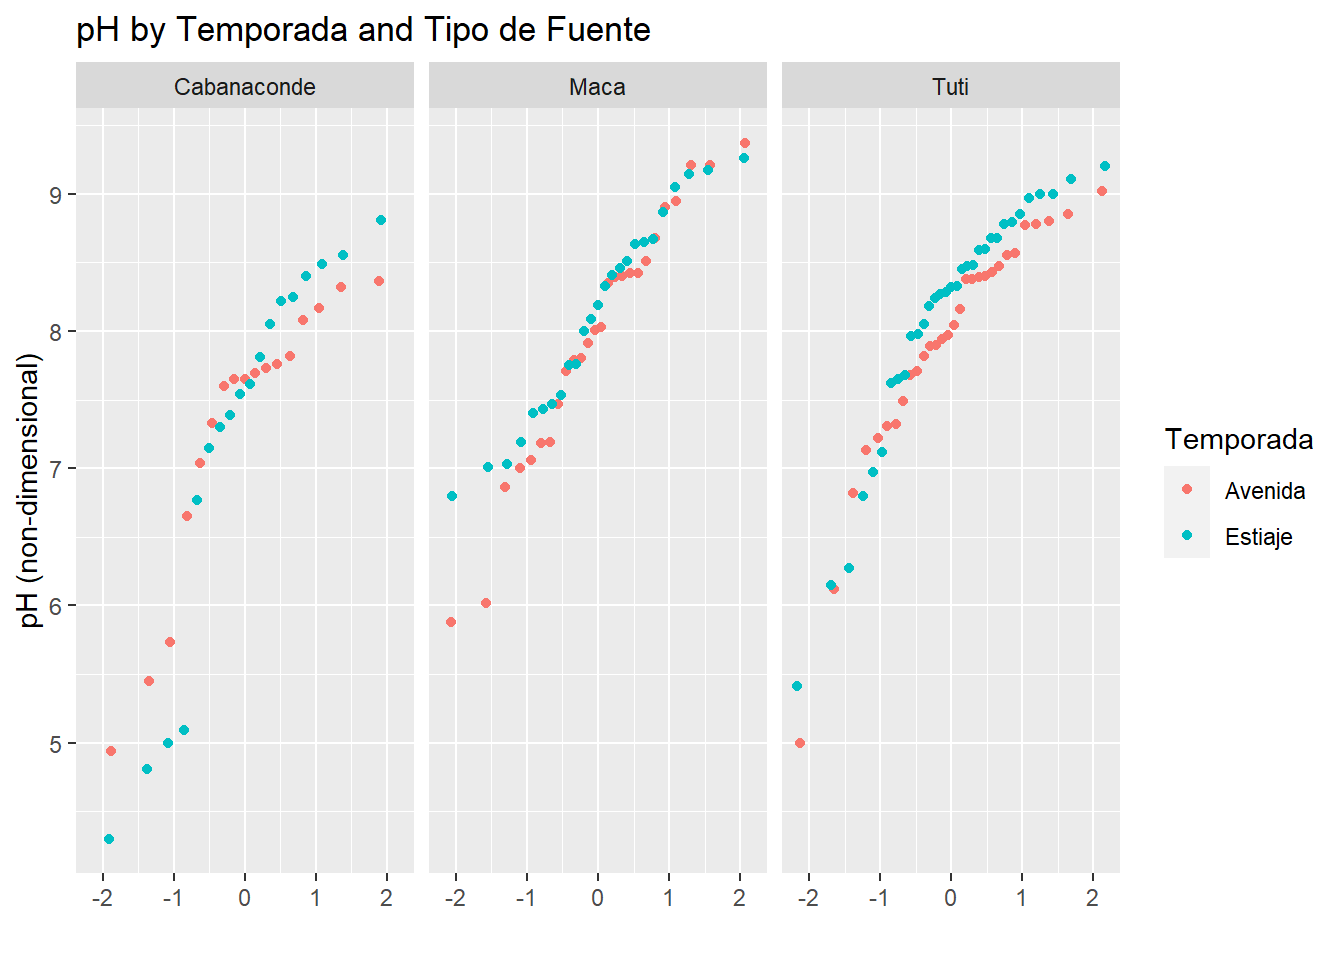 pH by Temporada and Tipo de Fuente
Cabanaconde
Maca
Tuti
pH (non-dimensional)
9
8
7
6
5
-2 -1 0 1 2
-2 -1 0 1 2
-2 -1 0 1 2
Temporada
Avenida
Estiaje